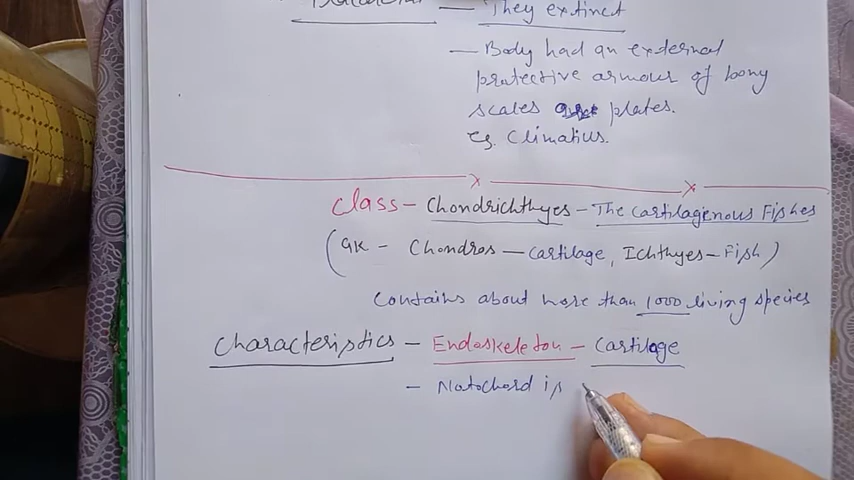 — They extinct
— Body had an external
protective armour of bony
scales plates.
eg. Climatius.
x x
Class – Chondrichthyes – The cartilagenous Fishes
(GK – Chondros – cartilage, Ichthyes – Fish)
Contains about more than 1000 living species
Characteristics – Endoskeleton – Cartilage
– Notochord is